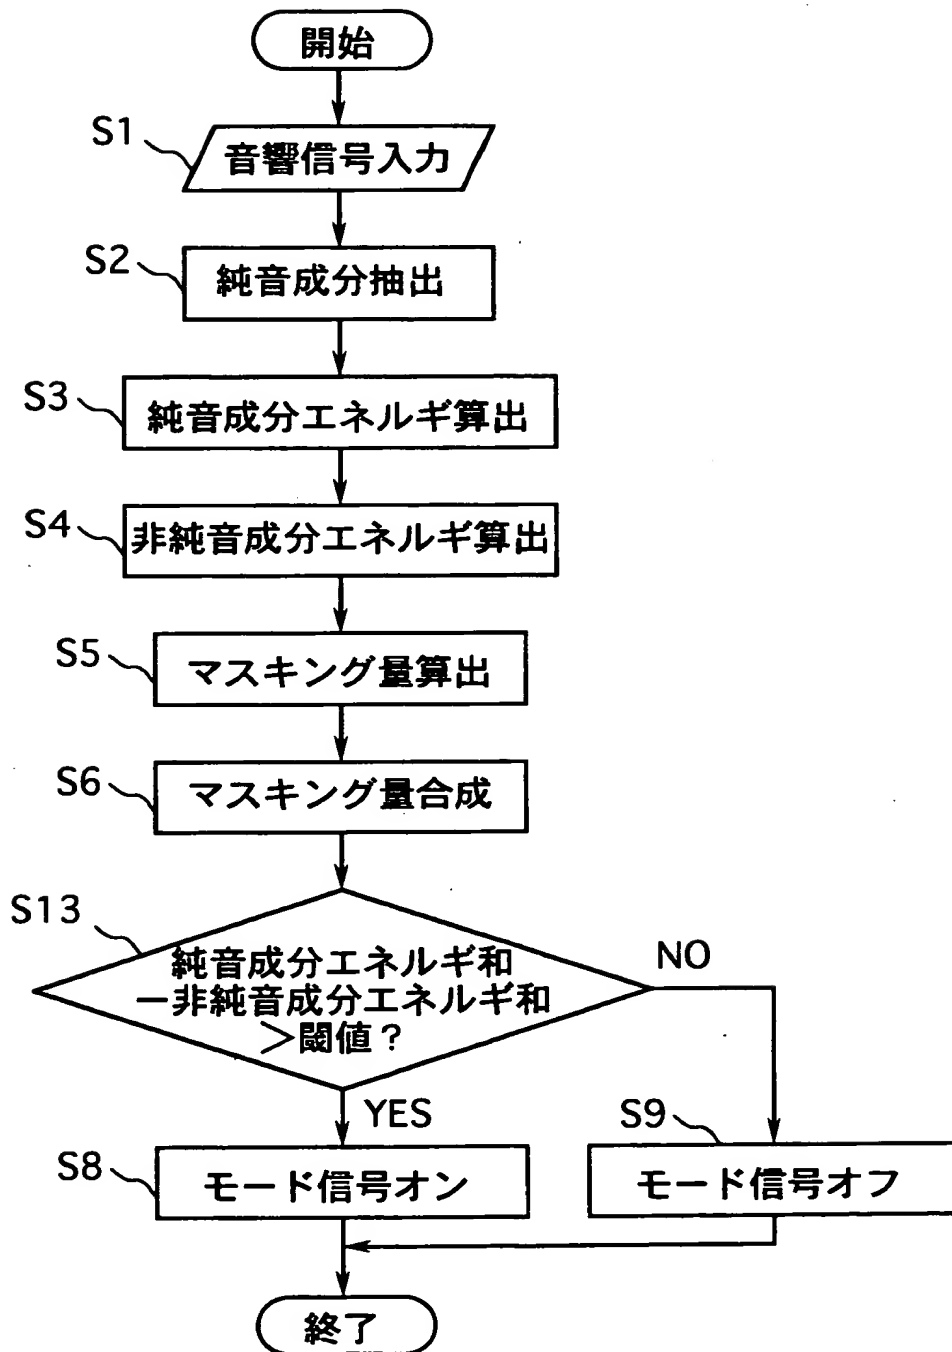 開始
S1
音響信号入力
S2
純音成分抽出
S3
純音成分エネルギ算出
S4
非純音成分エネルギ算出
S5
マスキング量算出
S6
マスキング量合成
S13
純音成分エネルギ和
－非純音成分エネルギ和
＞閾値？
NO
YES
S8
モード信号オン
S9
モード信号オフ
終了